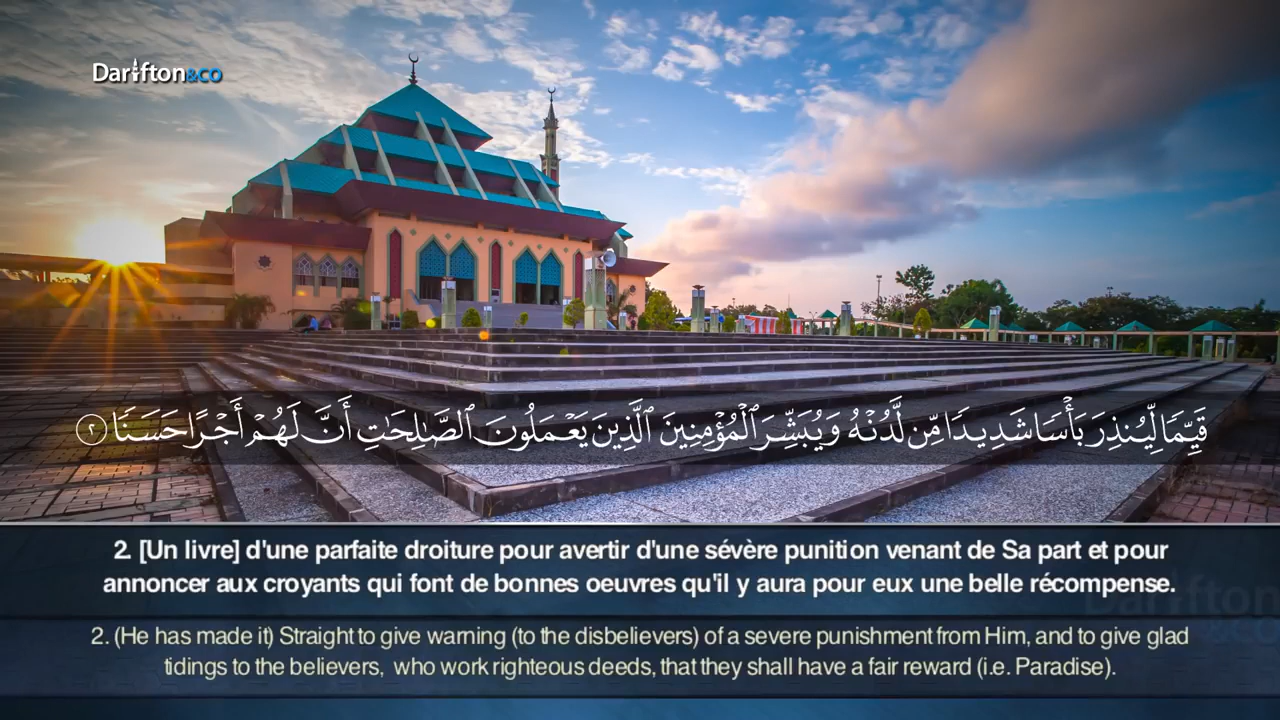 Darifton&co
قَيِّمًا لِّيُنذِرَ بَأْسًا شَدِيدًا مِّن لَّدُنْهُ وَيُبَشِّرَ ٱلْمُؤْمِنِينَ ٱلَّذِينَ يَعْمَلُونَ ٱلصَّـٰلِحَـٰتِ أَنَّ لَهُمْ أَجْرًا حَسَنًا ٢
2. [Un livre] d'une parfaite droiture pour avertir d'une sévère punition venant de Sa part et pour
annoncer aux croyants qui font de bonnes oeuvres qu'il y aura pour eux une belle récompense.
Darifton
&co
2. (He has made it) Straight to give warning (to the disbelievers) of a severe punishment from Him, and to give glad
tidings to the believers, who work righteous deeds, that they shall have a fair reward (i.e. Paradise).